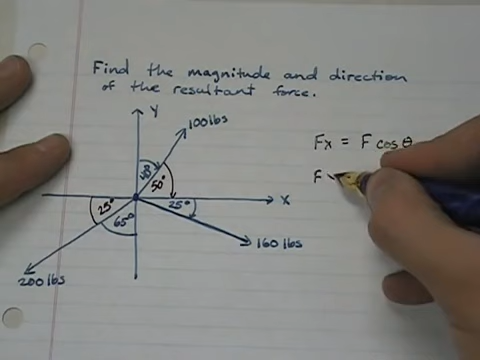 Find the magnitude and direction
of the resultant force.
Y
100 lbs
Fx = F cos θ
F
40°
50°
X
25°
25°
65°
160 lbs
200 lbs